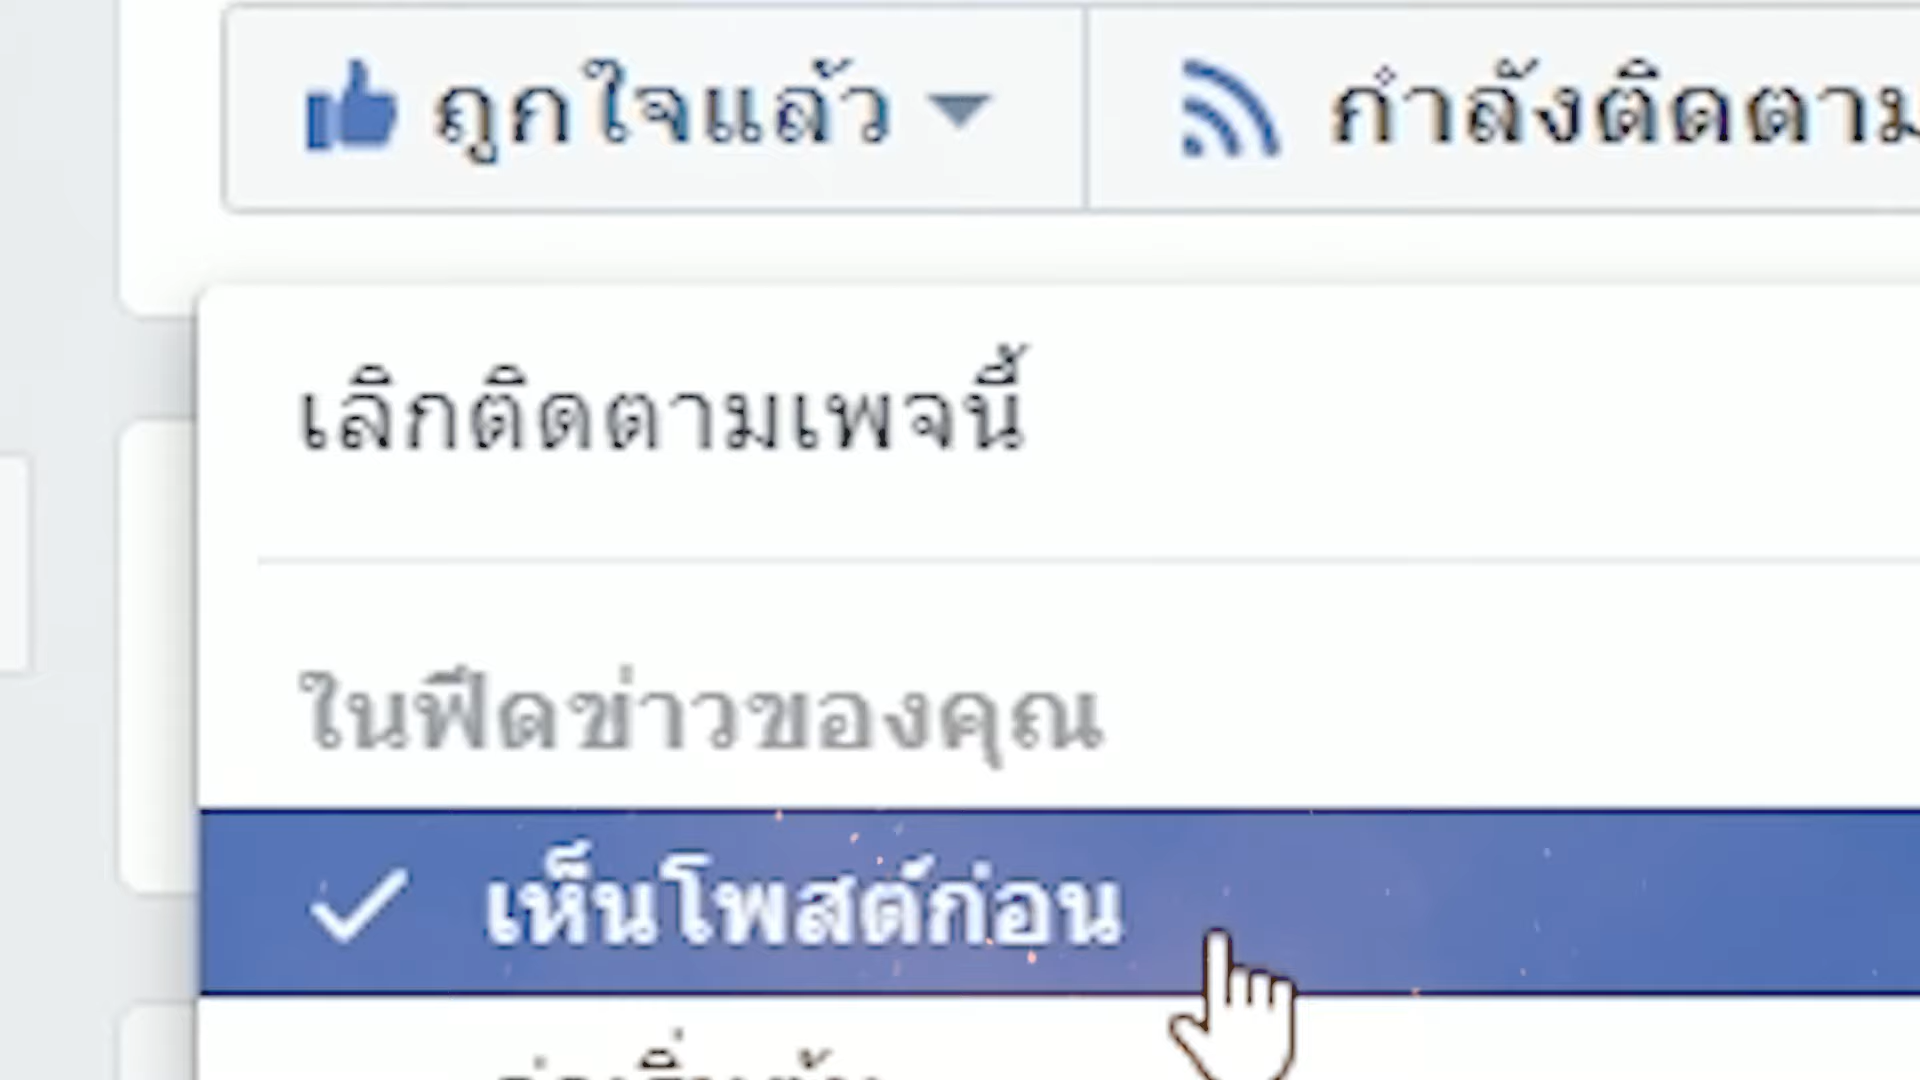 ถูกใจแล้ว กำลังติดตาม
เลิกติดตามเพจนี้
ในฟีดข่าวของคุณ
เห็นโพสต์ก่อน